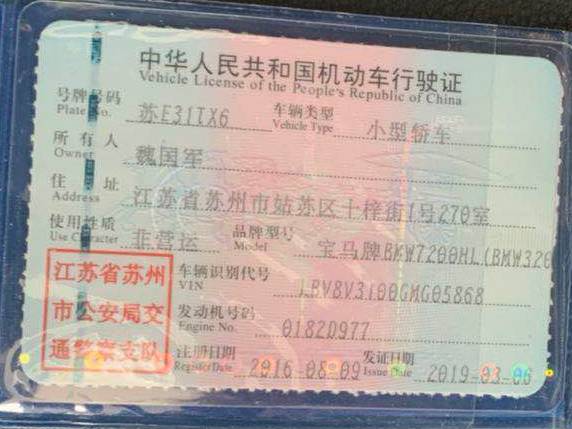 中华人民共和国机动车行驶证
Vehicle License of the People's Republic of China
号牌号码 苏E31TX6 车辆类型 小型轿车
Plate No. Vehicle Type
所有人 魏国军
Owner
住址 江苏省苏州市姑苏区十梓街1号270室
Address
使用性质 非营运 品牌型号 宝马牌BMW7200HL(BMW320
Use Character Model
江苏省苏州
市公安局交
通警察支队
车辆识别代号 LBV8V3100GMG05868
VIN
发动机号码 0182D977
Engine No.
注册日期 2016-08-09 发证日期 2019-03-06
Register Date Issue Date